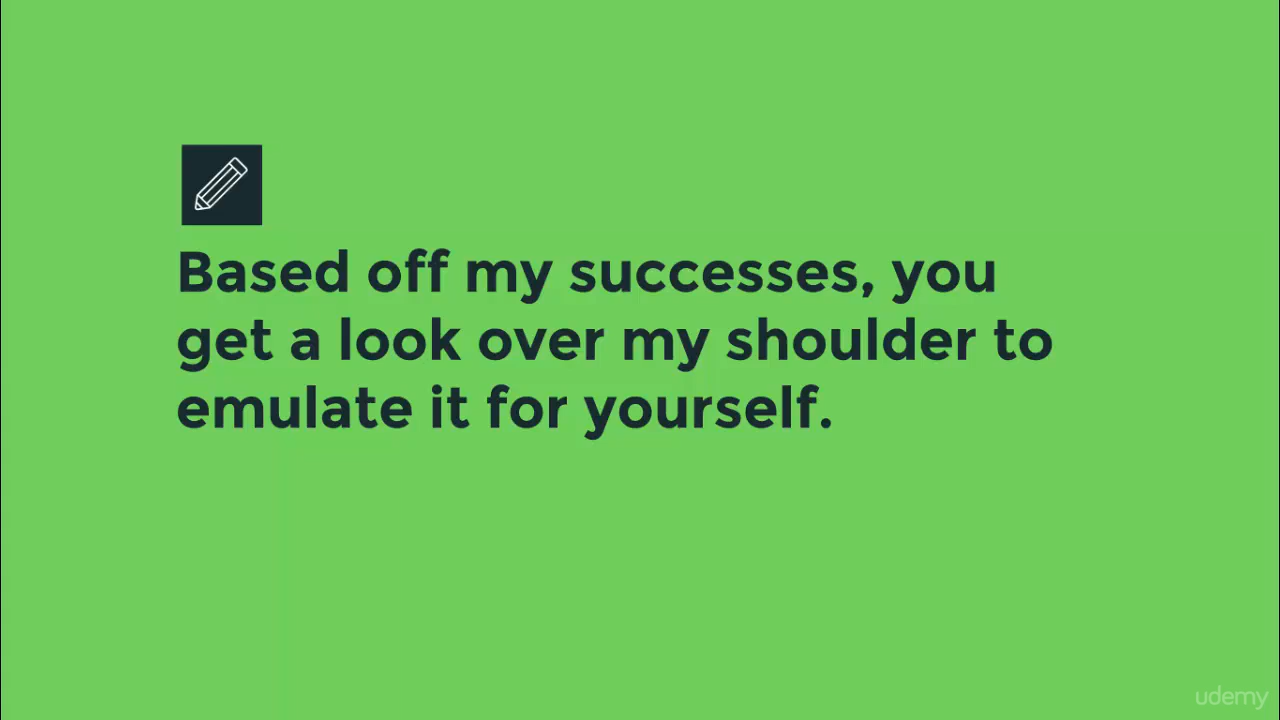 Based off my successes, you
get a look over my shoulder to
emulate it for yourself.
udemy